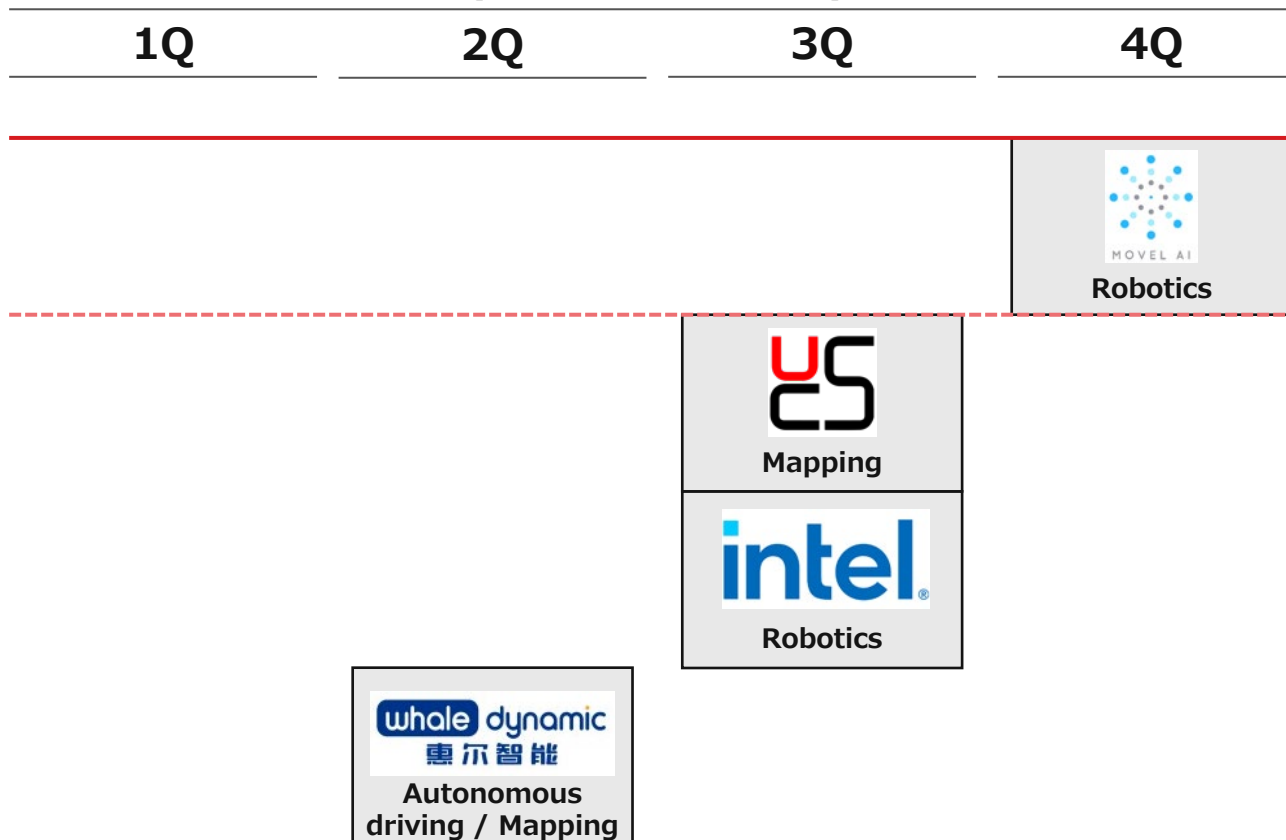 1Q 2Q 3Q 4Q
MOVEL AI
Robotics
UCS
Mapping
intel®
Robotics
whale dynamic
惠尔智能
Autonomous
driving / Mapping